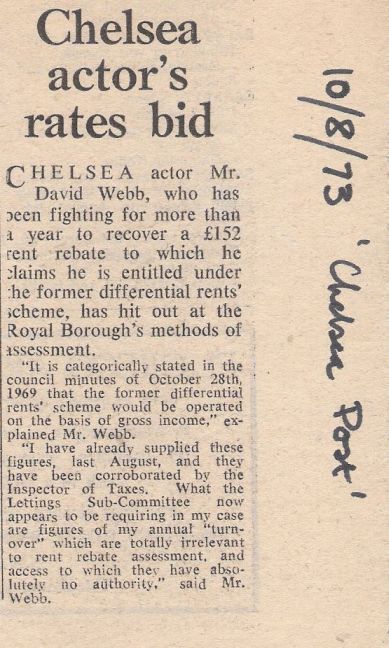 Chelsea
actor's
rates bid
CHELSEA actor Mr.
David Webb, who has
been fighting for more than
a year to recover a £152
rent rebate to which he
claims he is entitled under
the former differential rents'
scheme, has hit out at the
Royal Borough's methods of
assessment.
"It is categorically stated in the
council minutes of October 28th,
1969 that the former differential
rents' scheme would be operated
on the basis of gross income," ex-
plained Mr. Webb.
"I have already supplied these
figures, last August, and they
have been corroborated by the
Inspector of Taxes. What the
Lettings Sub-Committee now
appears to be requiring in my case
are figures of my annual "turn-
over" which are totally irrelevant
to rent rebate assessment, and
access to which they have abso-
lutely no authority," said Mr.
Webb.
10/8/73 'Chelsea Post'